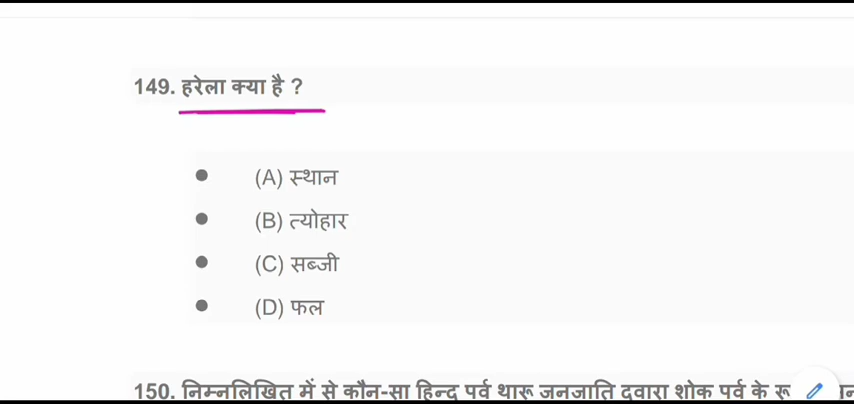 149. हरेला क्या है ?
(A) स्थान
(B) त्योहार
(C) सब्जी
(D) फल
150. निम्नलिखित में से कौन-सा हिन्दू पर्व थारू जनजाति द्वारा शोक पर्व के